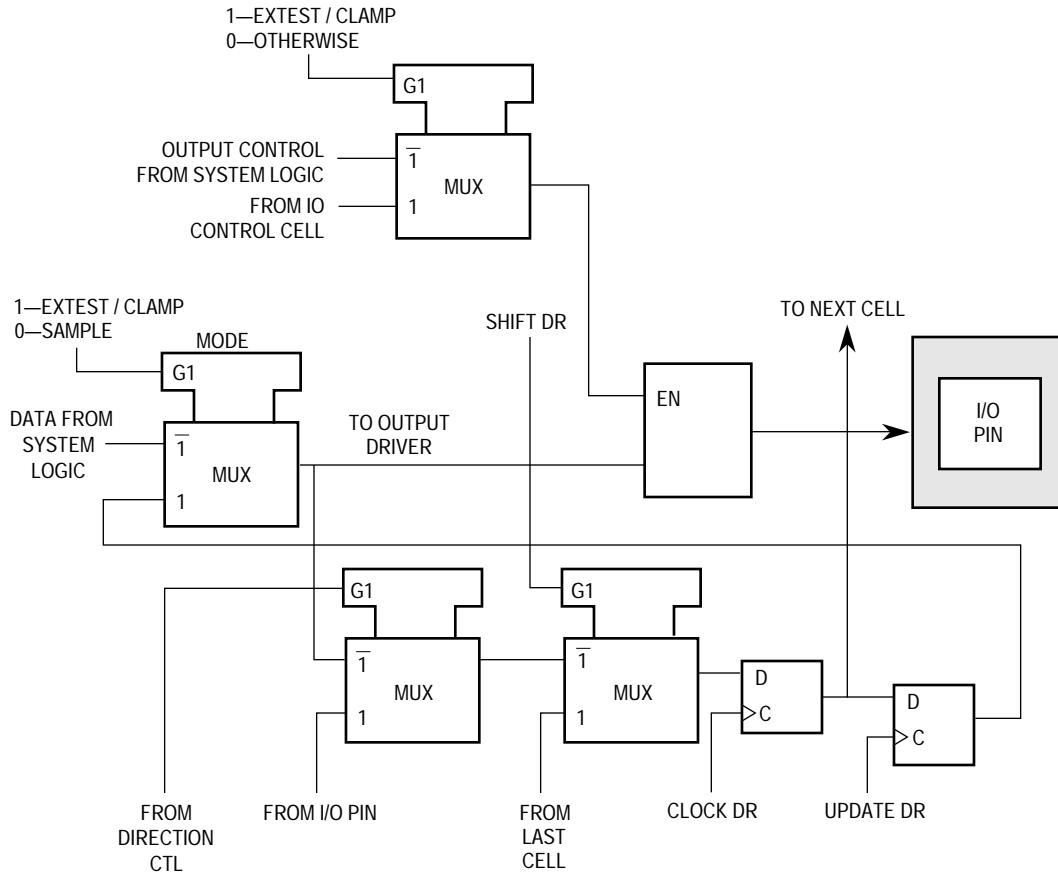 1—EXTEST / CLAMP
0—OTHERWISE
G1
OUTPUT CONTROL
FROM SYSTEM LOGIC
1̅
MUX
FROM IO
CONTROL CELL
1
1—EXTEST / CLAMP
0—SAMPLE
MODE
G1
DATA FROM
SYSTEM
LOGIC
1̅
MUX
1
TO OUTPUT
DRIVER
SHIFT DR
TO NEXT CELL
EN
I/O
PIN
G1
1̅
MUX
1
G1
1̅
MUX
1
D
C
D
C
FROM
DIRECTION
CTL
FROM I/O PIN
FROM
LAST
CELL
CLOCK DR
UPDATE DR